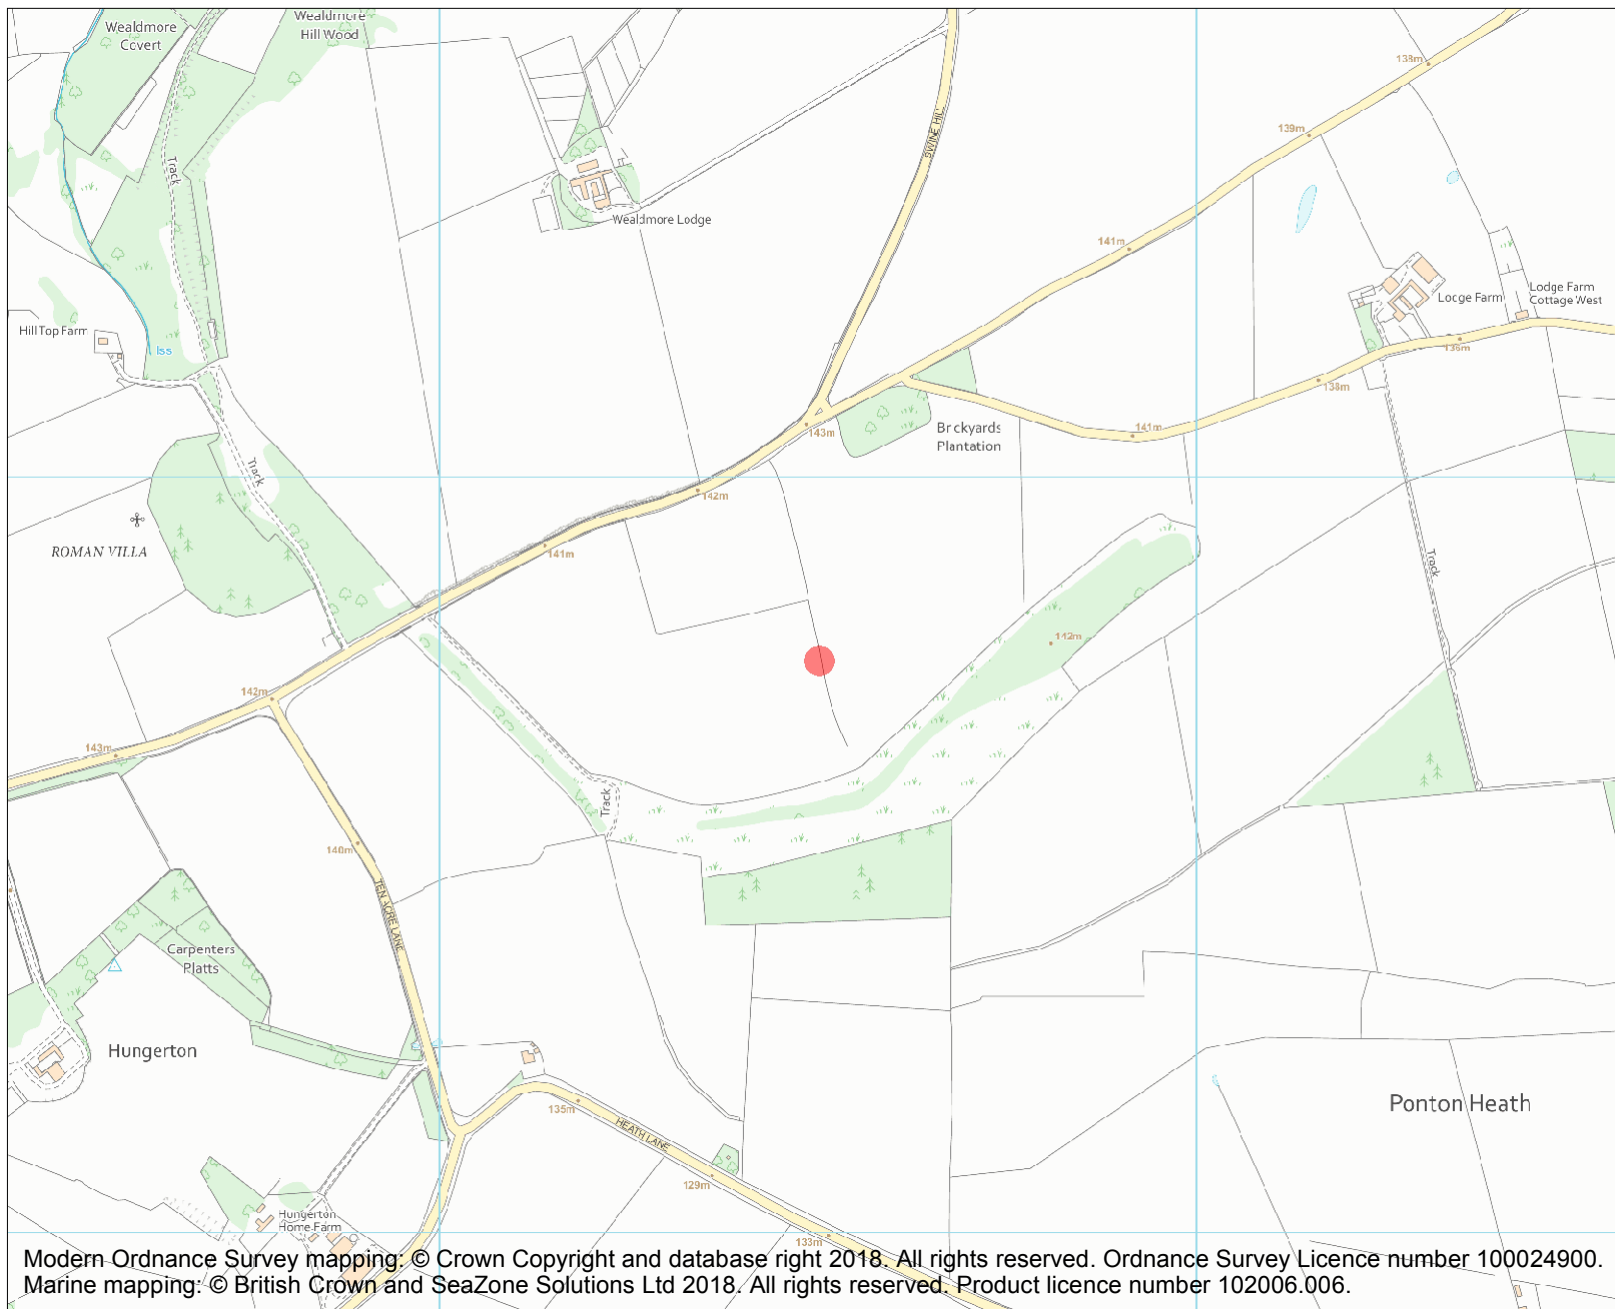 Wealdmore
Covert
Wealdmore
Hill Wood
138m
SWINE HILL
139m
Track
Wealdmore Lodge
141m
Lodge Farm
Lodge Farm
Cottage West
Hill Top Farm
Iss
136m
138m
143m
Brickyards
Plantation
141m
Track
142m
ROMAN VILLA
141m
Track
142m
142m
143m
Track
140m
TEN ACRE LANE
Carpenters
Platts
Hungerton
Ponton Heath
135m
HEATH LANE
129m
Hungerton
Home Farm
133m
Modern Ordnance Survey mapping: © Crown Copyright and database right 2018. All rights reserved. Ordnance Survey Licence number 100024900.
Marine mapping: © British Crown and SeaZone Solutions Ltd 2018. All rights reserved. Product licence number 102006.006.